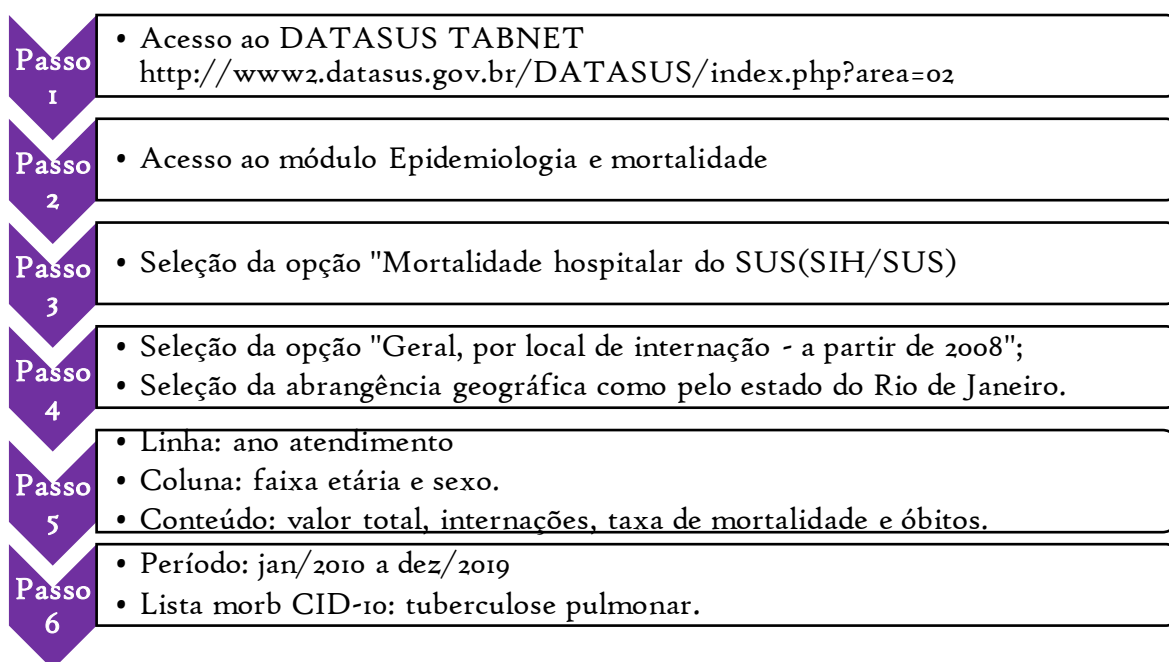 Passo
1
• Acesso ao DATASUS TABNET
http://www2.datasus.gov.br/DATASUS/index.php?area=02
Passo
2
• Acesso ao módulo Epidemiologia e mortalidade
Passo
3
• Seleção da opção "Mortalidade hospitalar do SUS(SIH/SUS)
Passo
4
• Seleção da opção "Geral, por local de internação - a partir de 2008";
• Seleção da abrangência geográfica como pelo estado do Rio de Janeiro.
Passo
5
• Linha: ano atendimento
• Coluna: faixa etária e sexo.
• Conteúdo: valor total, internações, taxa de mortalidade e óbitos.
Passo
6
• Período: jan/2010 a dez/2019
• Lista morb CID-10: tuberculose pulmonar.